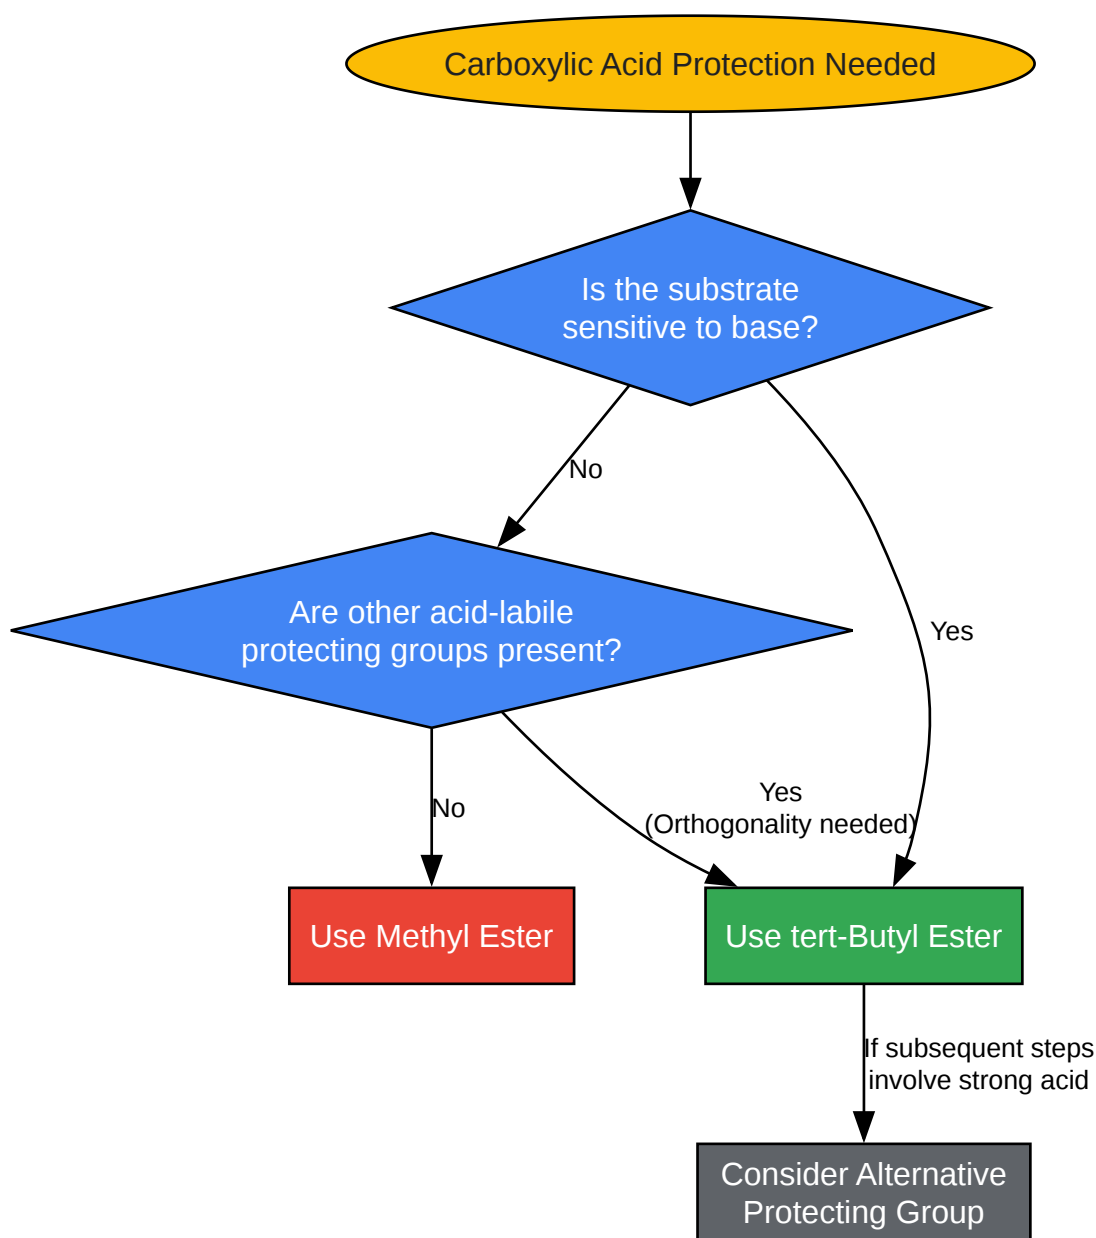 Carboxylic Acid Protection Needed
Is the substrate
sensitive to base?
No
Are other acid-labile
protecting groups present?
Yes
No
Yes
(Orthogonality needed)
Use Methyl Ester
Use tert-Butyl Ester
If subsequent steps
involve strong acid
Consider Alternative
Protecting Group